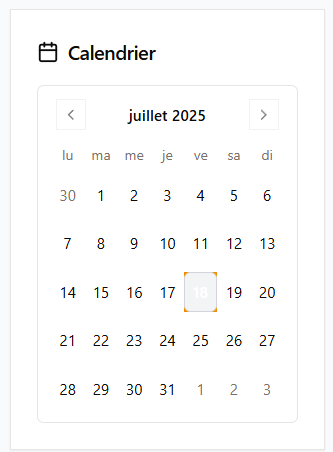 Calendrier
juillet 2025
lu ma me je ve sa di
30 1 2 3 4 5 6
7 8 9 10 11 12 13
14 15 16 17 18 19 20
21 22 23 24 25 26 27
28 29 30 31 1 2 3